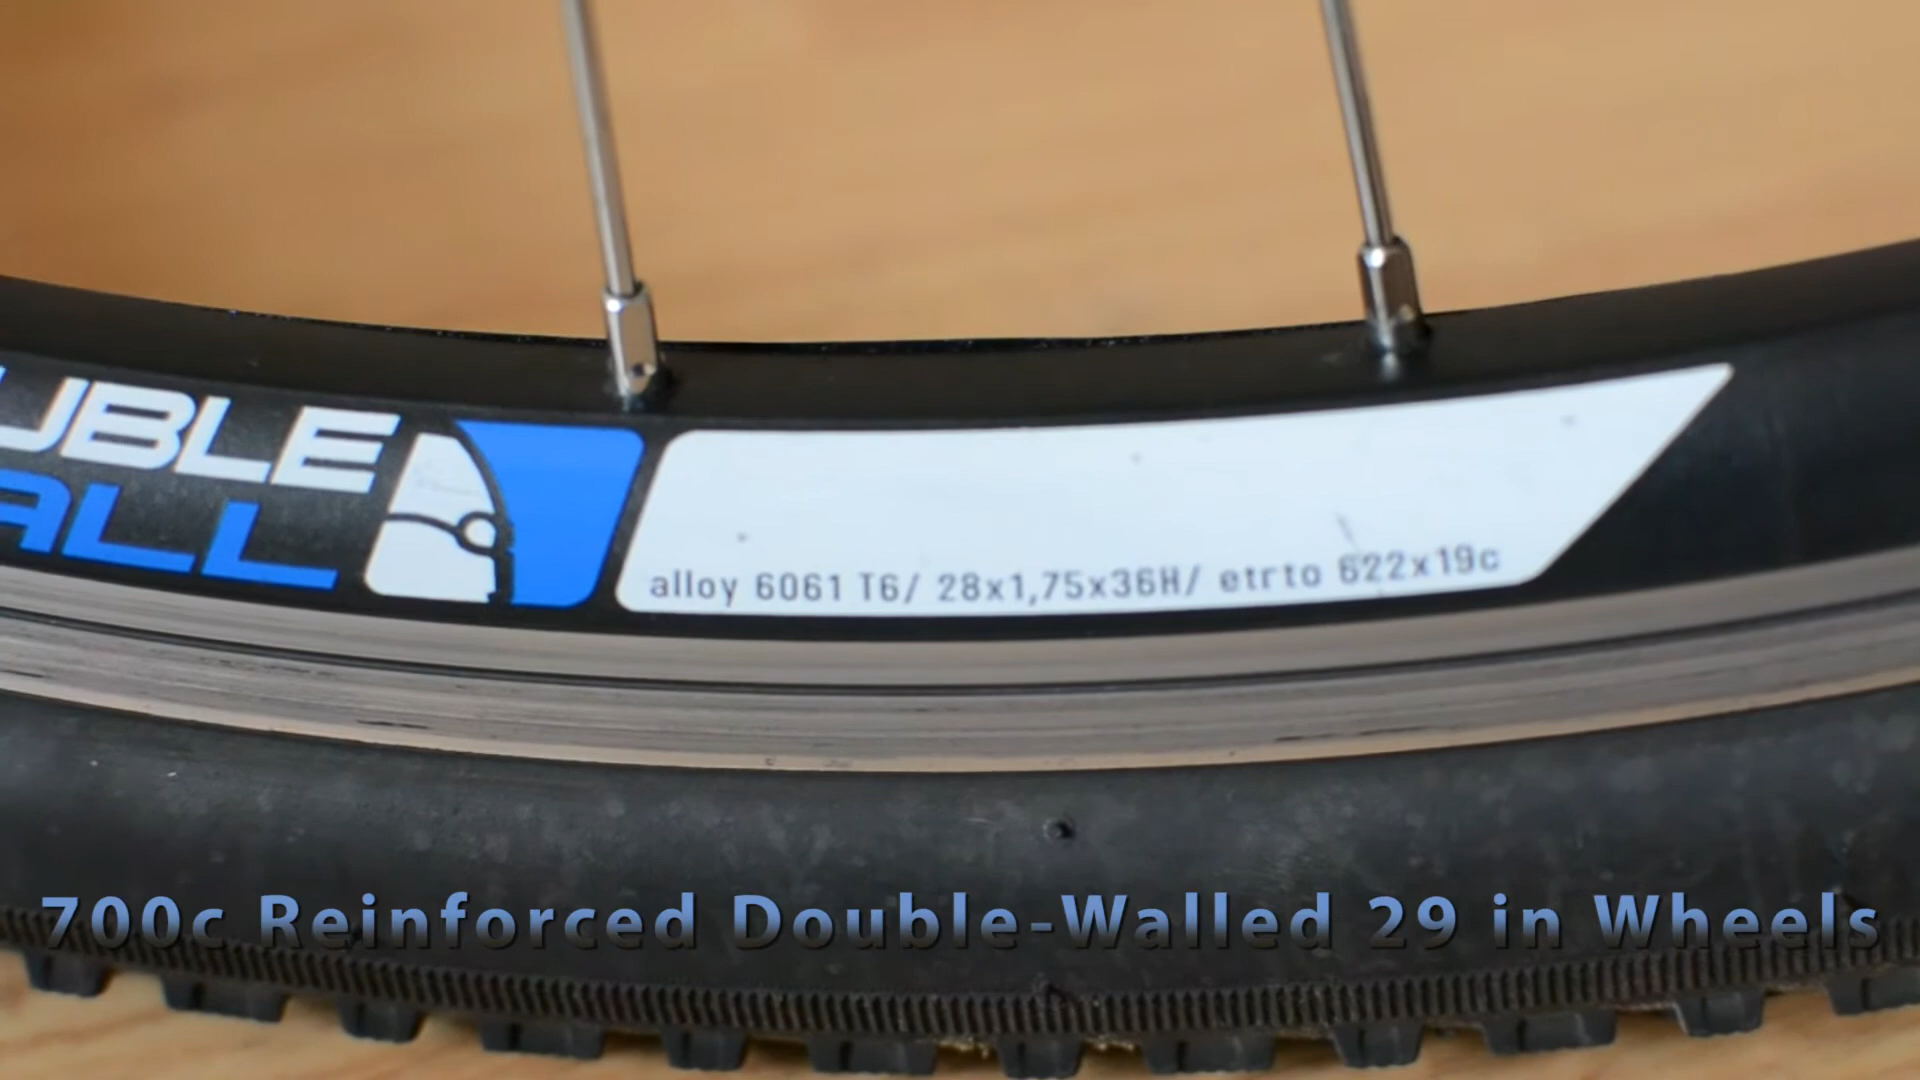 UBLE
ALL
alloy 6061 T6/ 28x1,75x36H/ etrto 622x19c
700c Reinforced Double-Walled 29 in Wheels